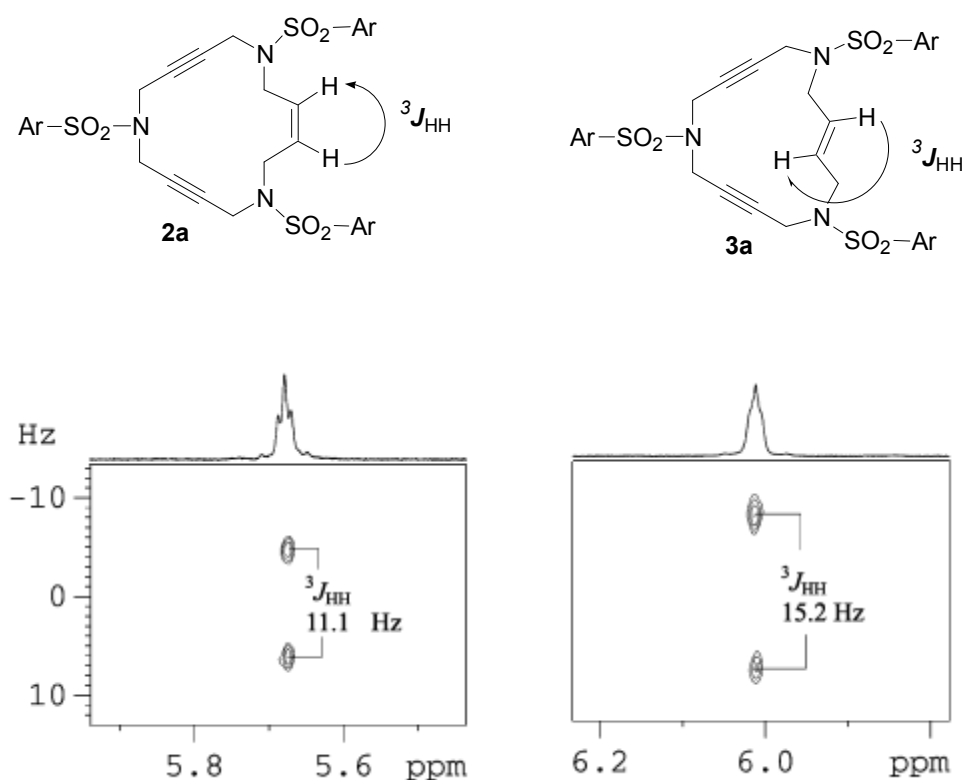 SO2 Ar
N
H
3JHH
H
N
SO2 Ar
Ar SO2 N
2a
N SO2 Ar
H
3JHH
H
N
SO2 Ar
Ar SO2 N
3a
Hz
-10
0
10
3JHH
11.1 Hz
5.8 5.6 ppm
3JHH
15.2 Hz
6.2 6.0 ppm